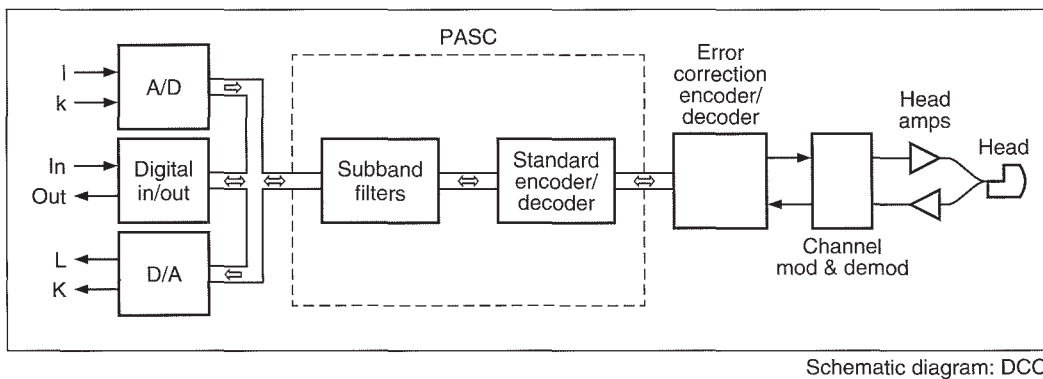 PASC
l
k
A/D
In
Out
Digital
in/out
L
K
D/A
Subband
filters
Standard
encoder/
decoder
Error
correction
encoder/
decoder
Channel
mod & demod
Head
amps
Head
Schematic diagram: DCC